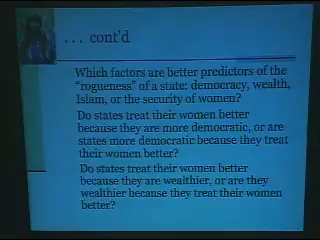 ... cont'd
Which factors are better predictors of the
"rogueness" of a state: democracy, wealth,
Islam, or the security of women?
Do states treat their women better
because they are more democratic, or are
states more democratic because they treat
their women better?
Do states treat their women better
because they are wealthier, or are they
wealthier because they treat their women
better?